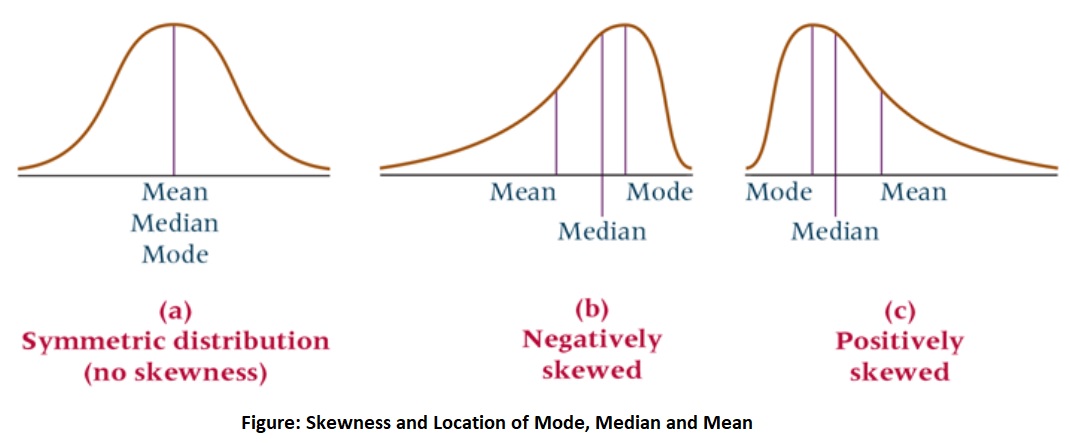 Mean
Median
Mode
(a)
Symmetric distribution
(no skewness)
Mean
Mode
Median
(b)
Negatively
skewed
Mode
Mean
Median
(c)
Positively
skewed
Figure: Skewness and Location of Mode, Median and Mean